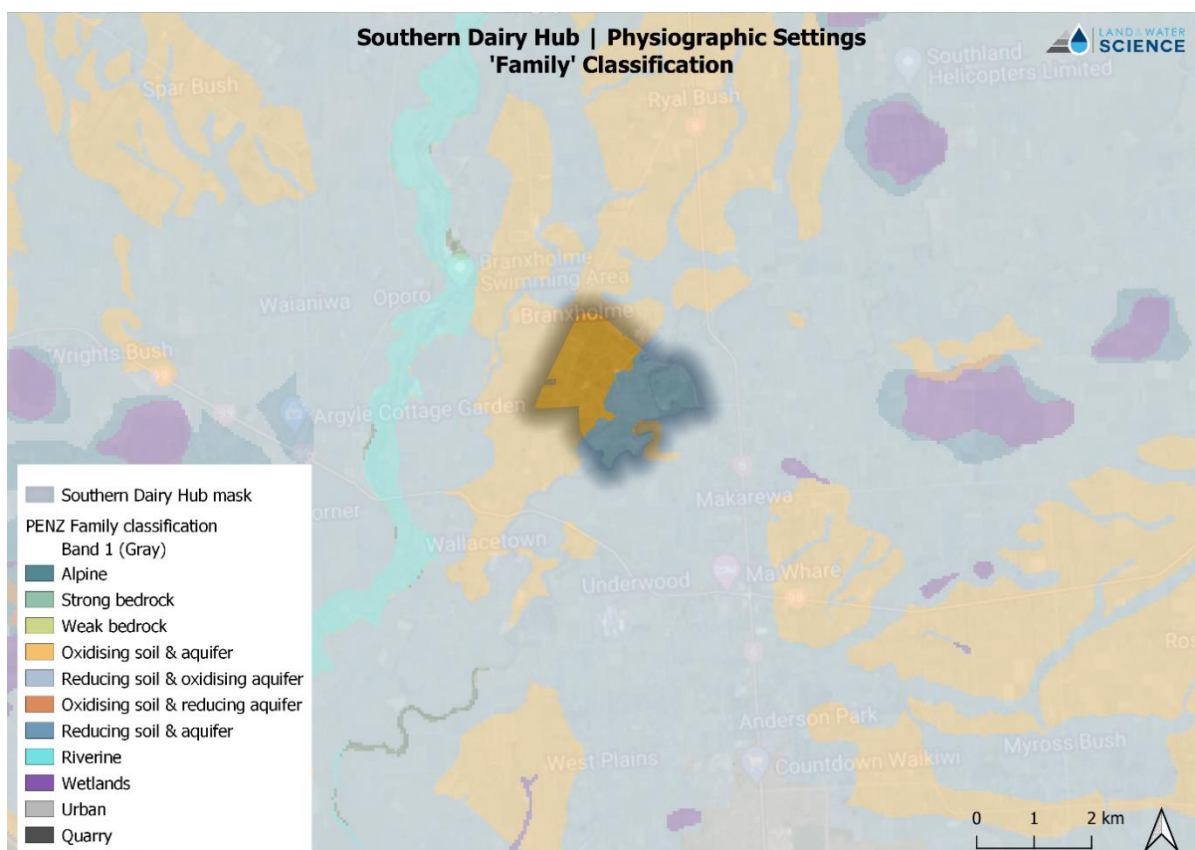 Southern Dairy Hub | Physiographic Settings
'Family' Classification
LAND & WATER
SCIENCE
Southland
Helicopters Limited
Spar Bush
Ryal Bush
Branxholme
Swimming Area
Waianiwa
Oporo
Branxholme
Wrights Bush
Argyle Cottage Garden
Makarewa
Wallacetown
Underwood
Ma Whare
Southern Dairy Hub mask
PENZ Family classification
Band 1 (Gray)
Alpine
Strong bedrock
Weak bedrock
Oxidising soil & aquifer
Reducing soil & oxidising aquifer
Oxidising soil & reducing aquifer
Reducing soil & aquifer
Riverine
Wetlands
Urban
Quarry
orner
Ros
Anderson Park
Myross Bush
West Plains
Countdown Waikiwi
0 1 2 km